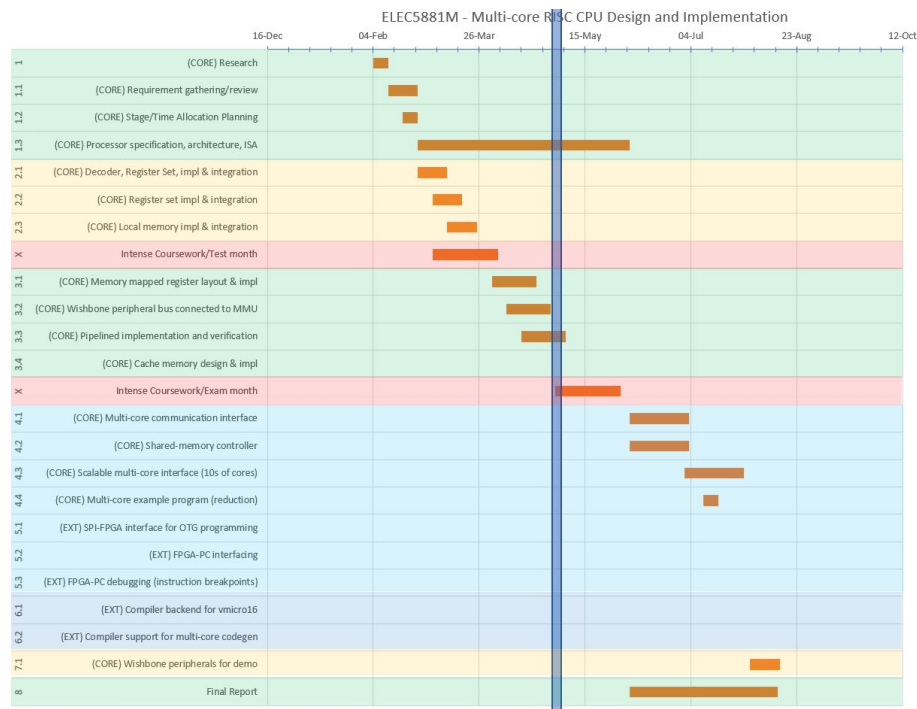 ELEC5881M - Multi-core RISC CPU Design and Implementation
16-Dec 04-Feb 26-Mar 15-May 04-Jul 23-Aug 12-Oct
1 (CORE) Research
1.1 (CORE) Requirement gathering/review
1.2 (CORE) Stage/Time Allocation Planning
1.3 (CORE) Processor specification, architecture, ISA
2.1 (CORE) Decoder, Register Set, impl & integration
2.2 (CORE) Register set impl & integration
2.3 (CORE) Local memory impl & integration
X Intense Coursework/Test month
3.1 (CORE) Memory mapped register layout & impl
3.2 (CORE) Wishbone peripheral bus connected to MMU
3.3 (CORE) Pipelined implementation and verification
3.4 (CORE) Cache memory design & impl
X Intense Coursework/Exam month
4.1 (CORE) Multi-core communication interface
4.2 (CORE) Shared-memory controller
4.3 (CORE) Scalable multi-core interface (10s of cores)
4.4 (CORE) Multi-core example program (reduction)
5.1 (EXT) SPI-FPGA interface for OTG programming
5.2 (EXT) FPGA-PC interfacing
5.3 (EXT) FPGA-PC debugging (instruction breakpoints)
6.1 (EXT) Compiler backend for vmicro16
6.2 (EXT) Compiler support for multi-core codegen
7.1 (CORE) Wishbone peripherals for demo
8 Final Report